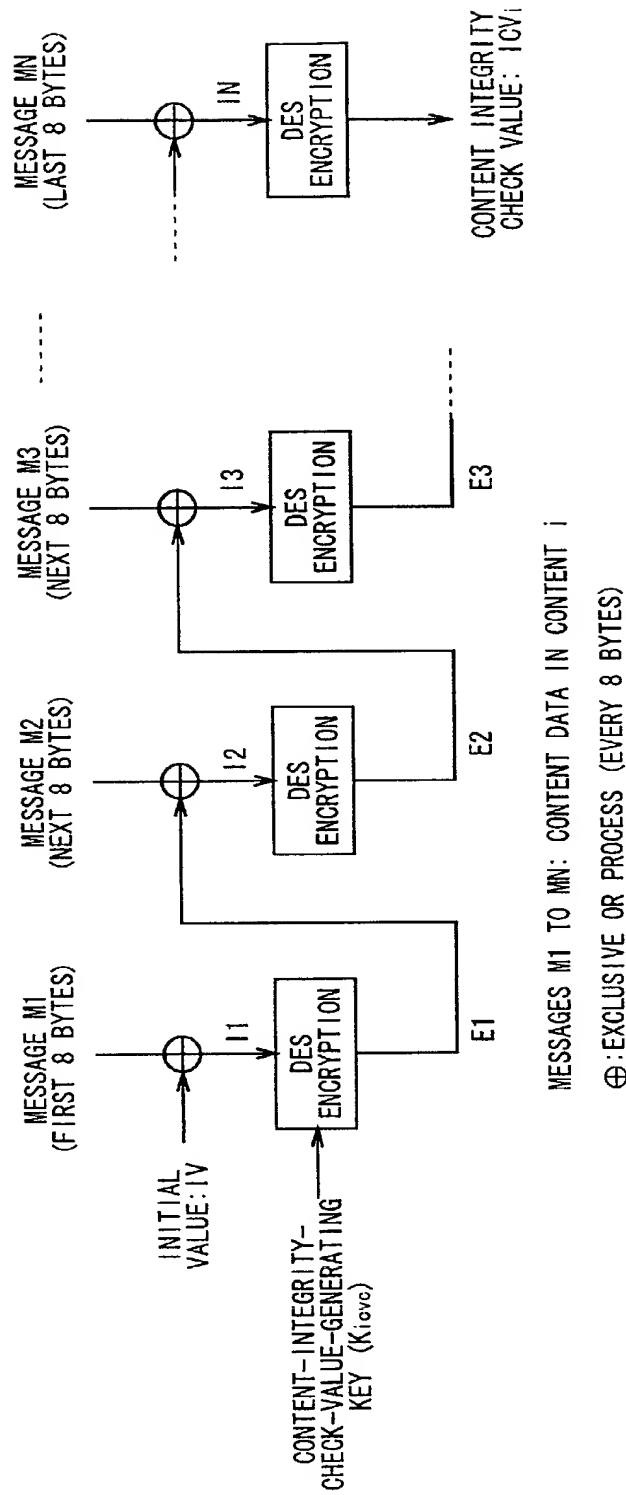 MESSAGE M1
(FIRST 8 BYTES)
MESSAGE M2
(NEXT 8 BYTES)
MESSAGE M3
(NEXT 8 BYTES)
MESSAGE MN
(LAST 8 BYTES)
INITIAL
VALUE:IV
I1
I2
I3
IN
DES
ENCRYPTION
DES
ENCRYPTION
DES
ENCRYPTION
DES
ENCRYPTION
CONTENT-INTEGRITY-
CHECK-VALUE-GENERATING
KEY (Kicvc)
E1
E2
E3
CONTENT INTEGRITY
CHECK VALUE: ICVi
MESSAGES M1 TO MN: CONTENT DATA IN CONTENT i
⊕:EXCLUSIVE OR PROCESS (EVERY 8 BYTES)